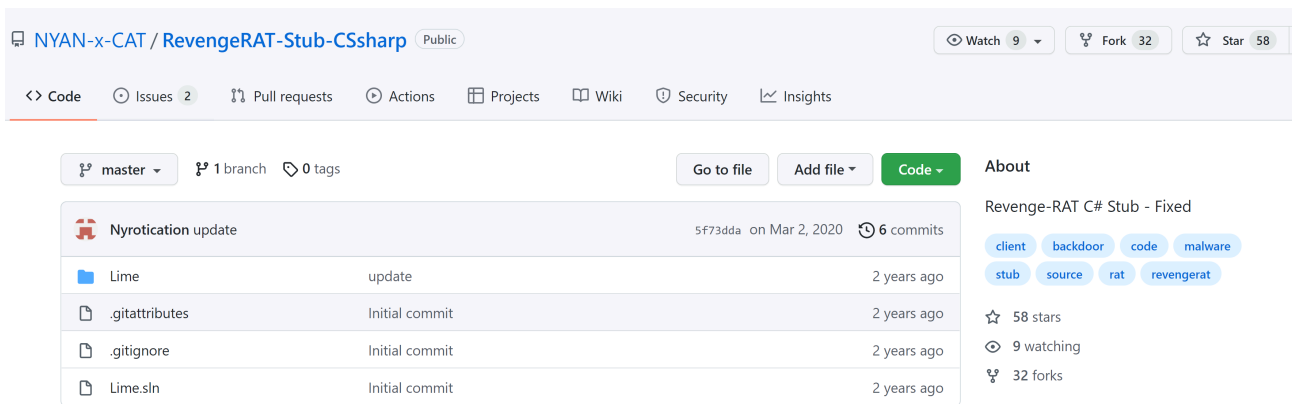 NYAN-x-CAT / RevengeRAT-Stub-CSsharp Public
Watch 9 Fork 32 Star 58
<> Code Issues 2 Pull requests Actions Projects Wiki Security Insights
master 1 branch 0 tags Go to file Add file Code
About
Revenge-RAT C# Stub - Fixed
Nyrotication update 5f73dda on Mar 2, 2020 6 commits
client backdoor code malware
Lime update 2 years ago
stub source rat revengerat
.gitattributes Initial commit 2 years ago
58 stars
.gitignore Initial commit 2 years ago
9 watching
32 forks
Lime.sln Initial commit 2 years ago